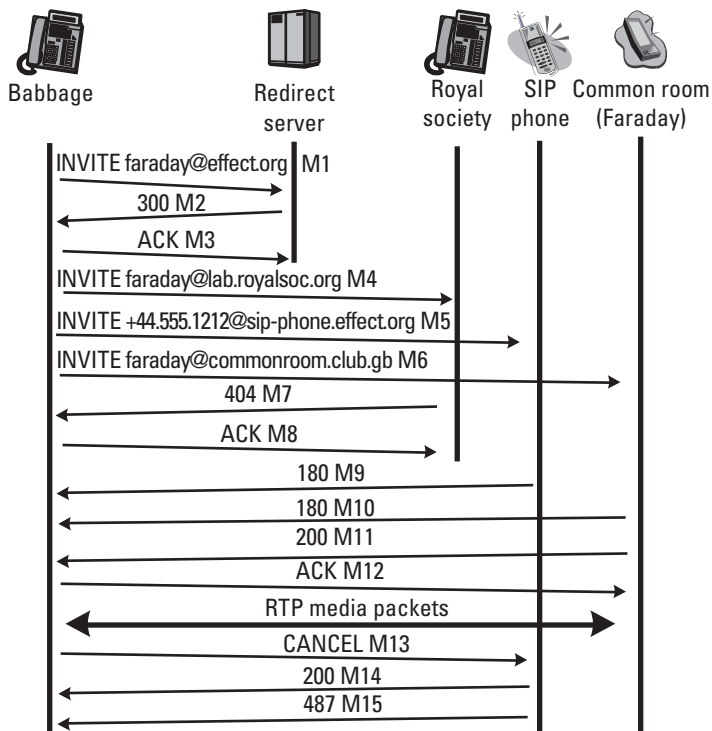 Babbage
Redirect
server
Royal
society
SIP
phone
Common room
(Faraday)
INVITE faraday@effect.org M1
300 M2
ACK M3
INVITE faraday@lab.royalsoc.org M4
INVITE +44.555.1212@sip-phone.effect.org M5
INVITE faraday@commonroom.club.gb M6
404 M7
ACK M8
180 M9
180 M10
200 M11
ACK M12
RTP media packets
CANCEL M13
200 M14
487 M15